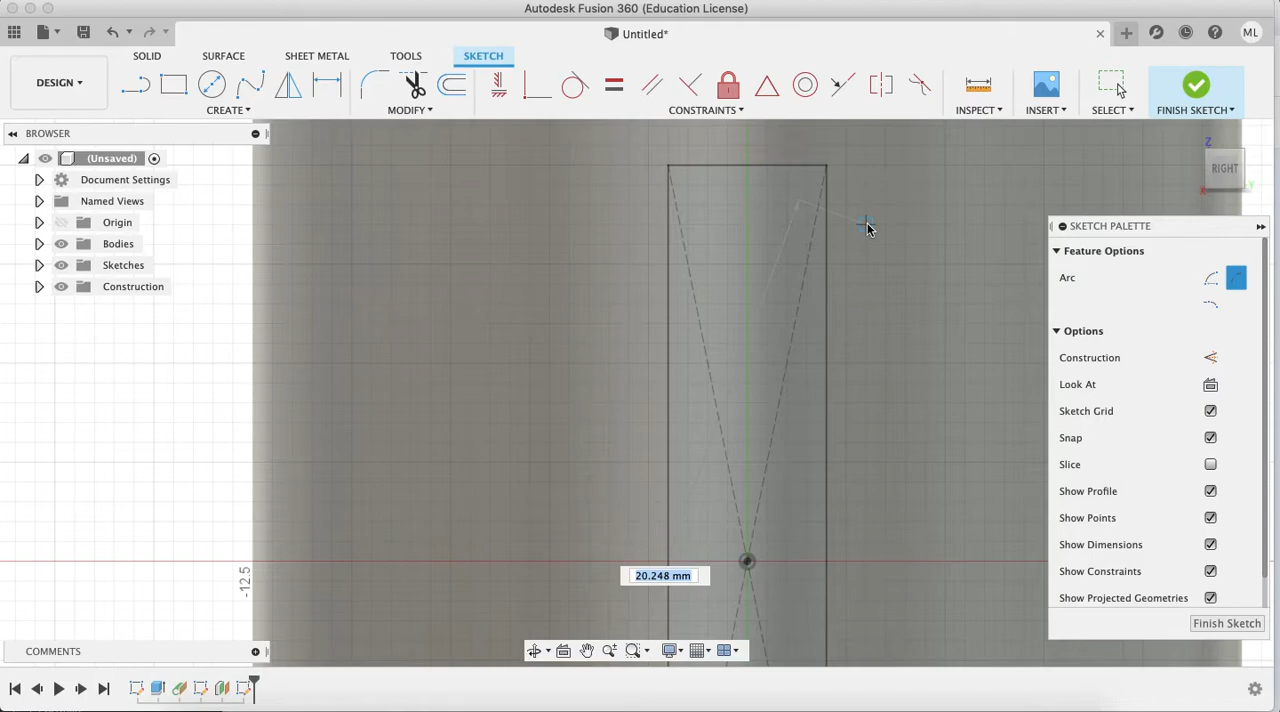 Autodesk Fusion 360 (Education License)
Untitled*
ML
SOLID
SURFACE
SHEET METAL
TOOLS
SKETCH
DESIGN
CREATE
MODIFY
CONSTRAINTS
INSPECT
INSERT
SELECT
FINISH SKETCH
BROWSER
(Unsaved)
Document Settings
Named Views
Origin
Bodies
Sketches
Construction
Z
RIGHT
X
Y
SKETCH PALETTE
Feature Options
Arc
Options
Construction
Look At
Sketch Grid
Snap
Slice
Show Profile
Show Points
Show Dimensions
Show Constraints
Show Projected Geometries
Finish Sketch
-12.5
20.248 mm
COMMENTS